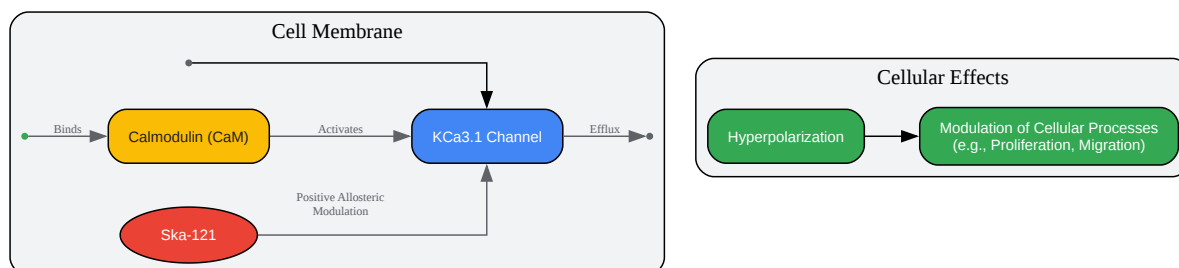 Cell Membrane
Binds
Calmodulin (CaM)
Activates
KCa3.1 Channel
Efflux
Positive Allosteric
Modulation
Ska-121
Cellular Effects
Hyperpolarization
Modulation of Cellular Processes
(e.g., Proliferation, Migration)